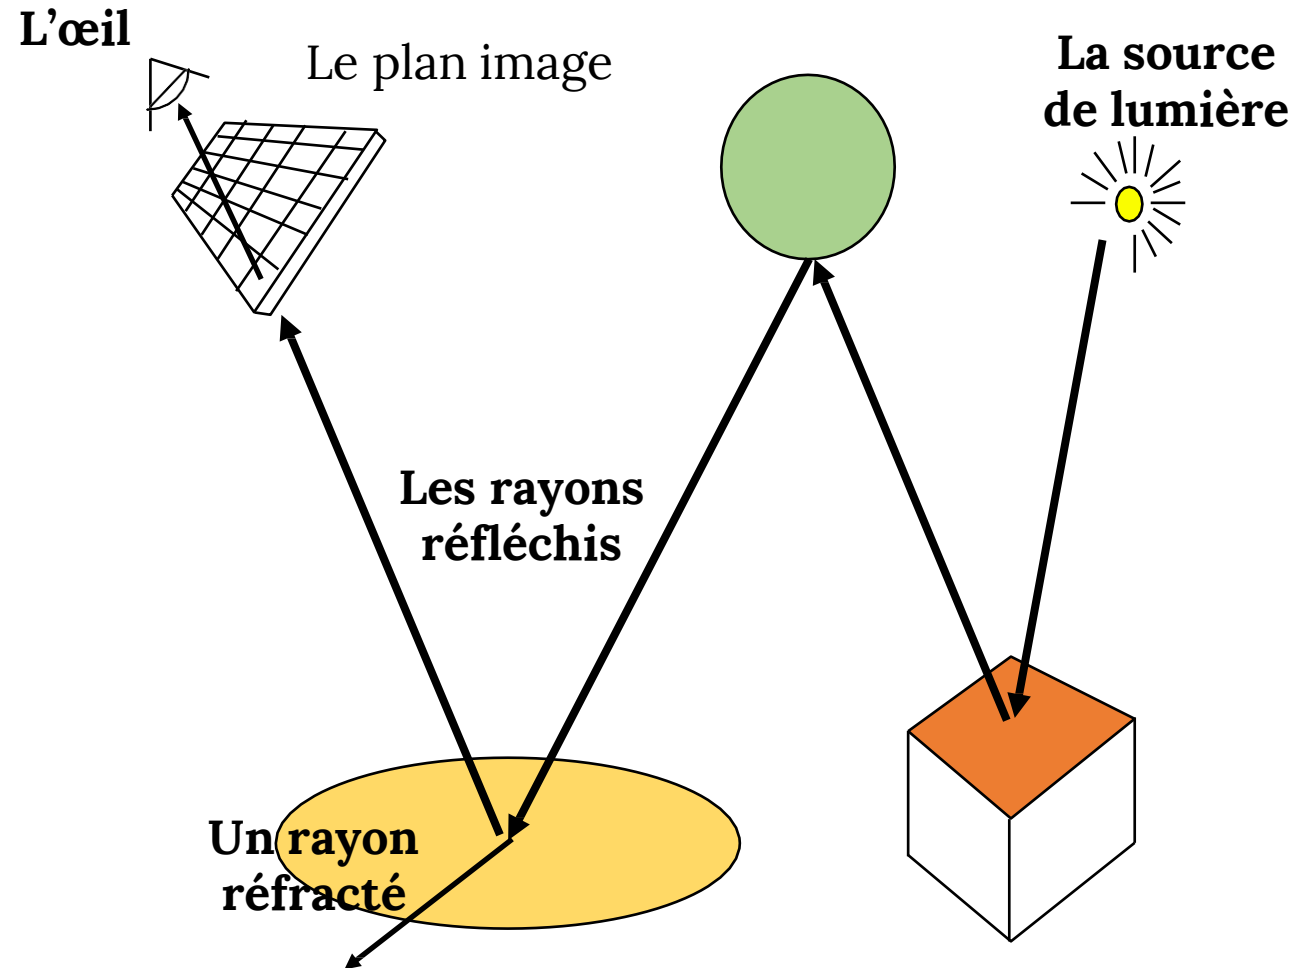 L’œil
Le plan image
La source
de lumière
Les rayons
réfléchis
Un rayon
réfracté